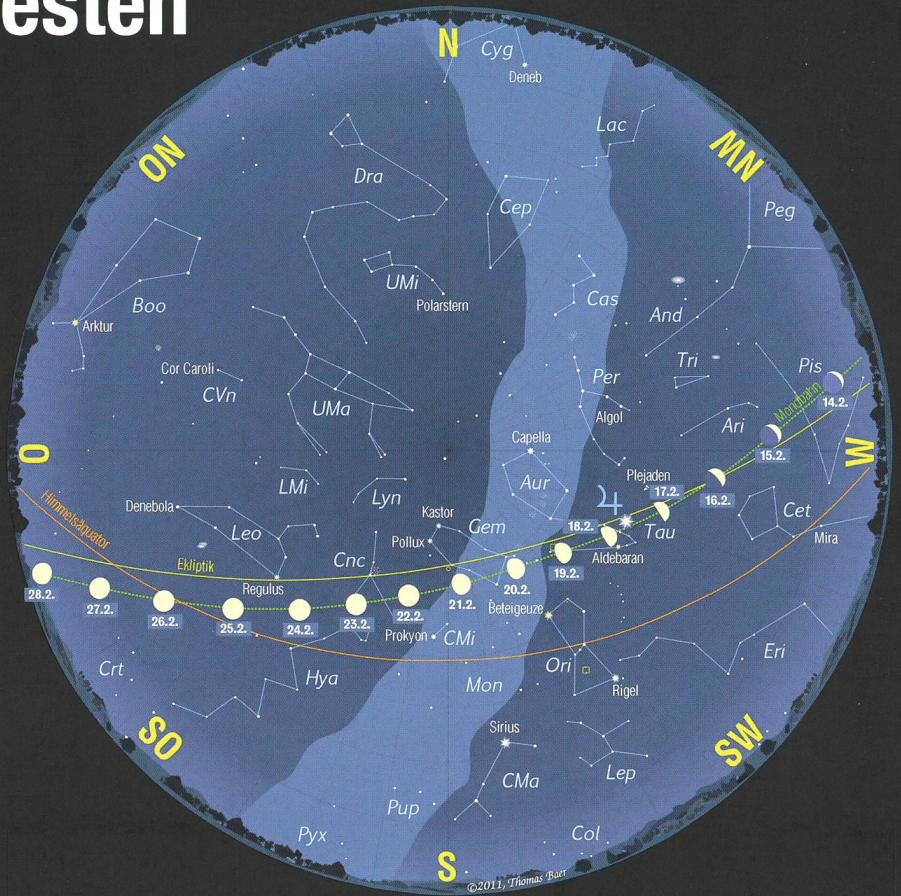 esten
N
Cyg
Deneb
Lac
NO
NW
Dra
Cep
Peg
UMi
Polarstern
Boo
Cas
And
Arktur
Cor Caroli
CVn
Tri
Pis
Per
UMa
Algol
Mondbahn
14.2.
Ari
15.2.
Capella
O
W
Plejaden
LMi
Lyn
Aur
♃
17.2.
16.2.
Himmelsäquator
Denebola
Kastor
Cet
Leo
Gem
18.2.
Tau
Mira
Pollux
Ekliptik
Cnc
Aldebaran
19.2.
Regulus
20.2.
28.2.
27.2.
26.2.
25.2.
24.2.
23.2.
22.2.
21.2.
Beteigeuze
Prokyon
CMi
Crt
Hya
Mon
Ori
Eri
Rigel
SO
Sirius
SW
CMa
Lep
Pup
Pyx
Col
S
©2011, Thomas Baer